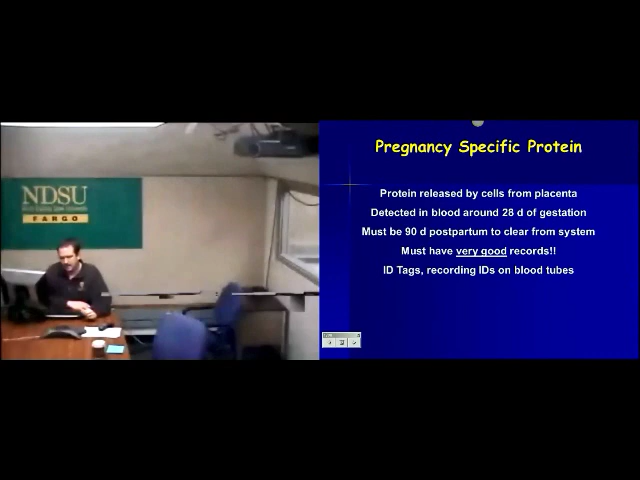 NDSU
FARGO
Pregnancy Specific Protein
Protein released by cells from placenta
Detected in blood around 28 d of gestation
Must be 90 d postpartum to clear from system
Must have very good records!!
ID Tags, recording IDs on blood tubes